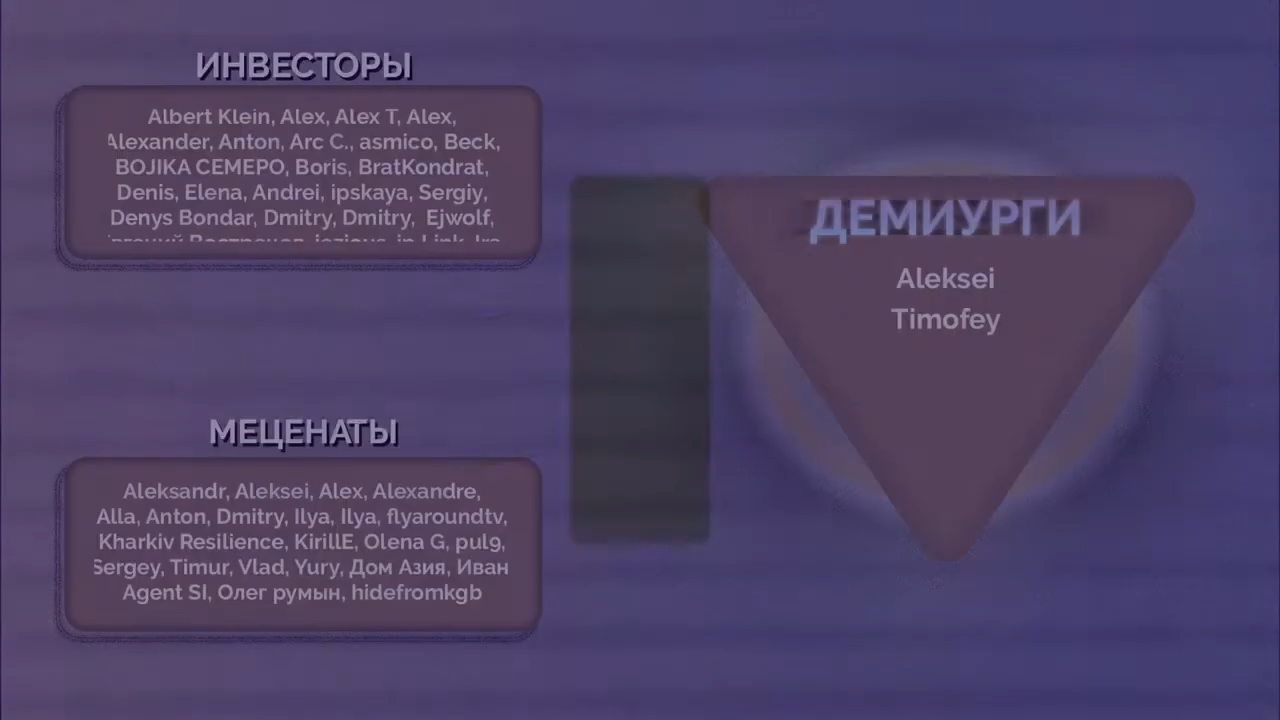 ИНВЕСТОРЫ
Albert Klein, Alex, Alex T, Alex,
Alexander, Anton, Arc C., asmico, Beck,
BOJIKA CEMEPO, Boris, BratKondrat,
Denis, Elena, Andrei, ipskaya, Sergiy,
Denys Bondar, Dmitry, Dmitry, Ejwolf,
МЕЦЕНАТЫ
Aleksandr, Aleksei, Alex, Alexandre,
Alla, Anton, Dmitry, Ilya, Ilya, flyaroundtv,
Kharkiv Resilience, KirillE, Olena G, pul9,
Sergey, Timur, Vlad, Yury, Дом Азия, Иван
Agent SI, Олег румын, hidefromkgb
ДЕМИУРГИ
Aleksei
Timofey